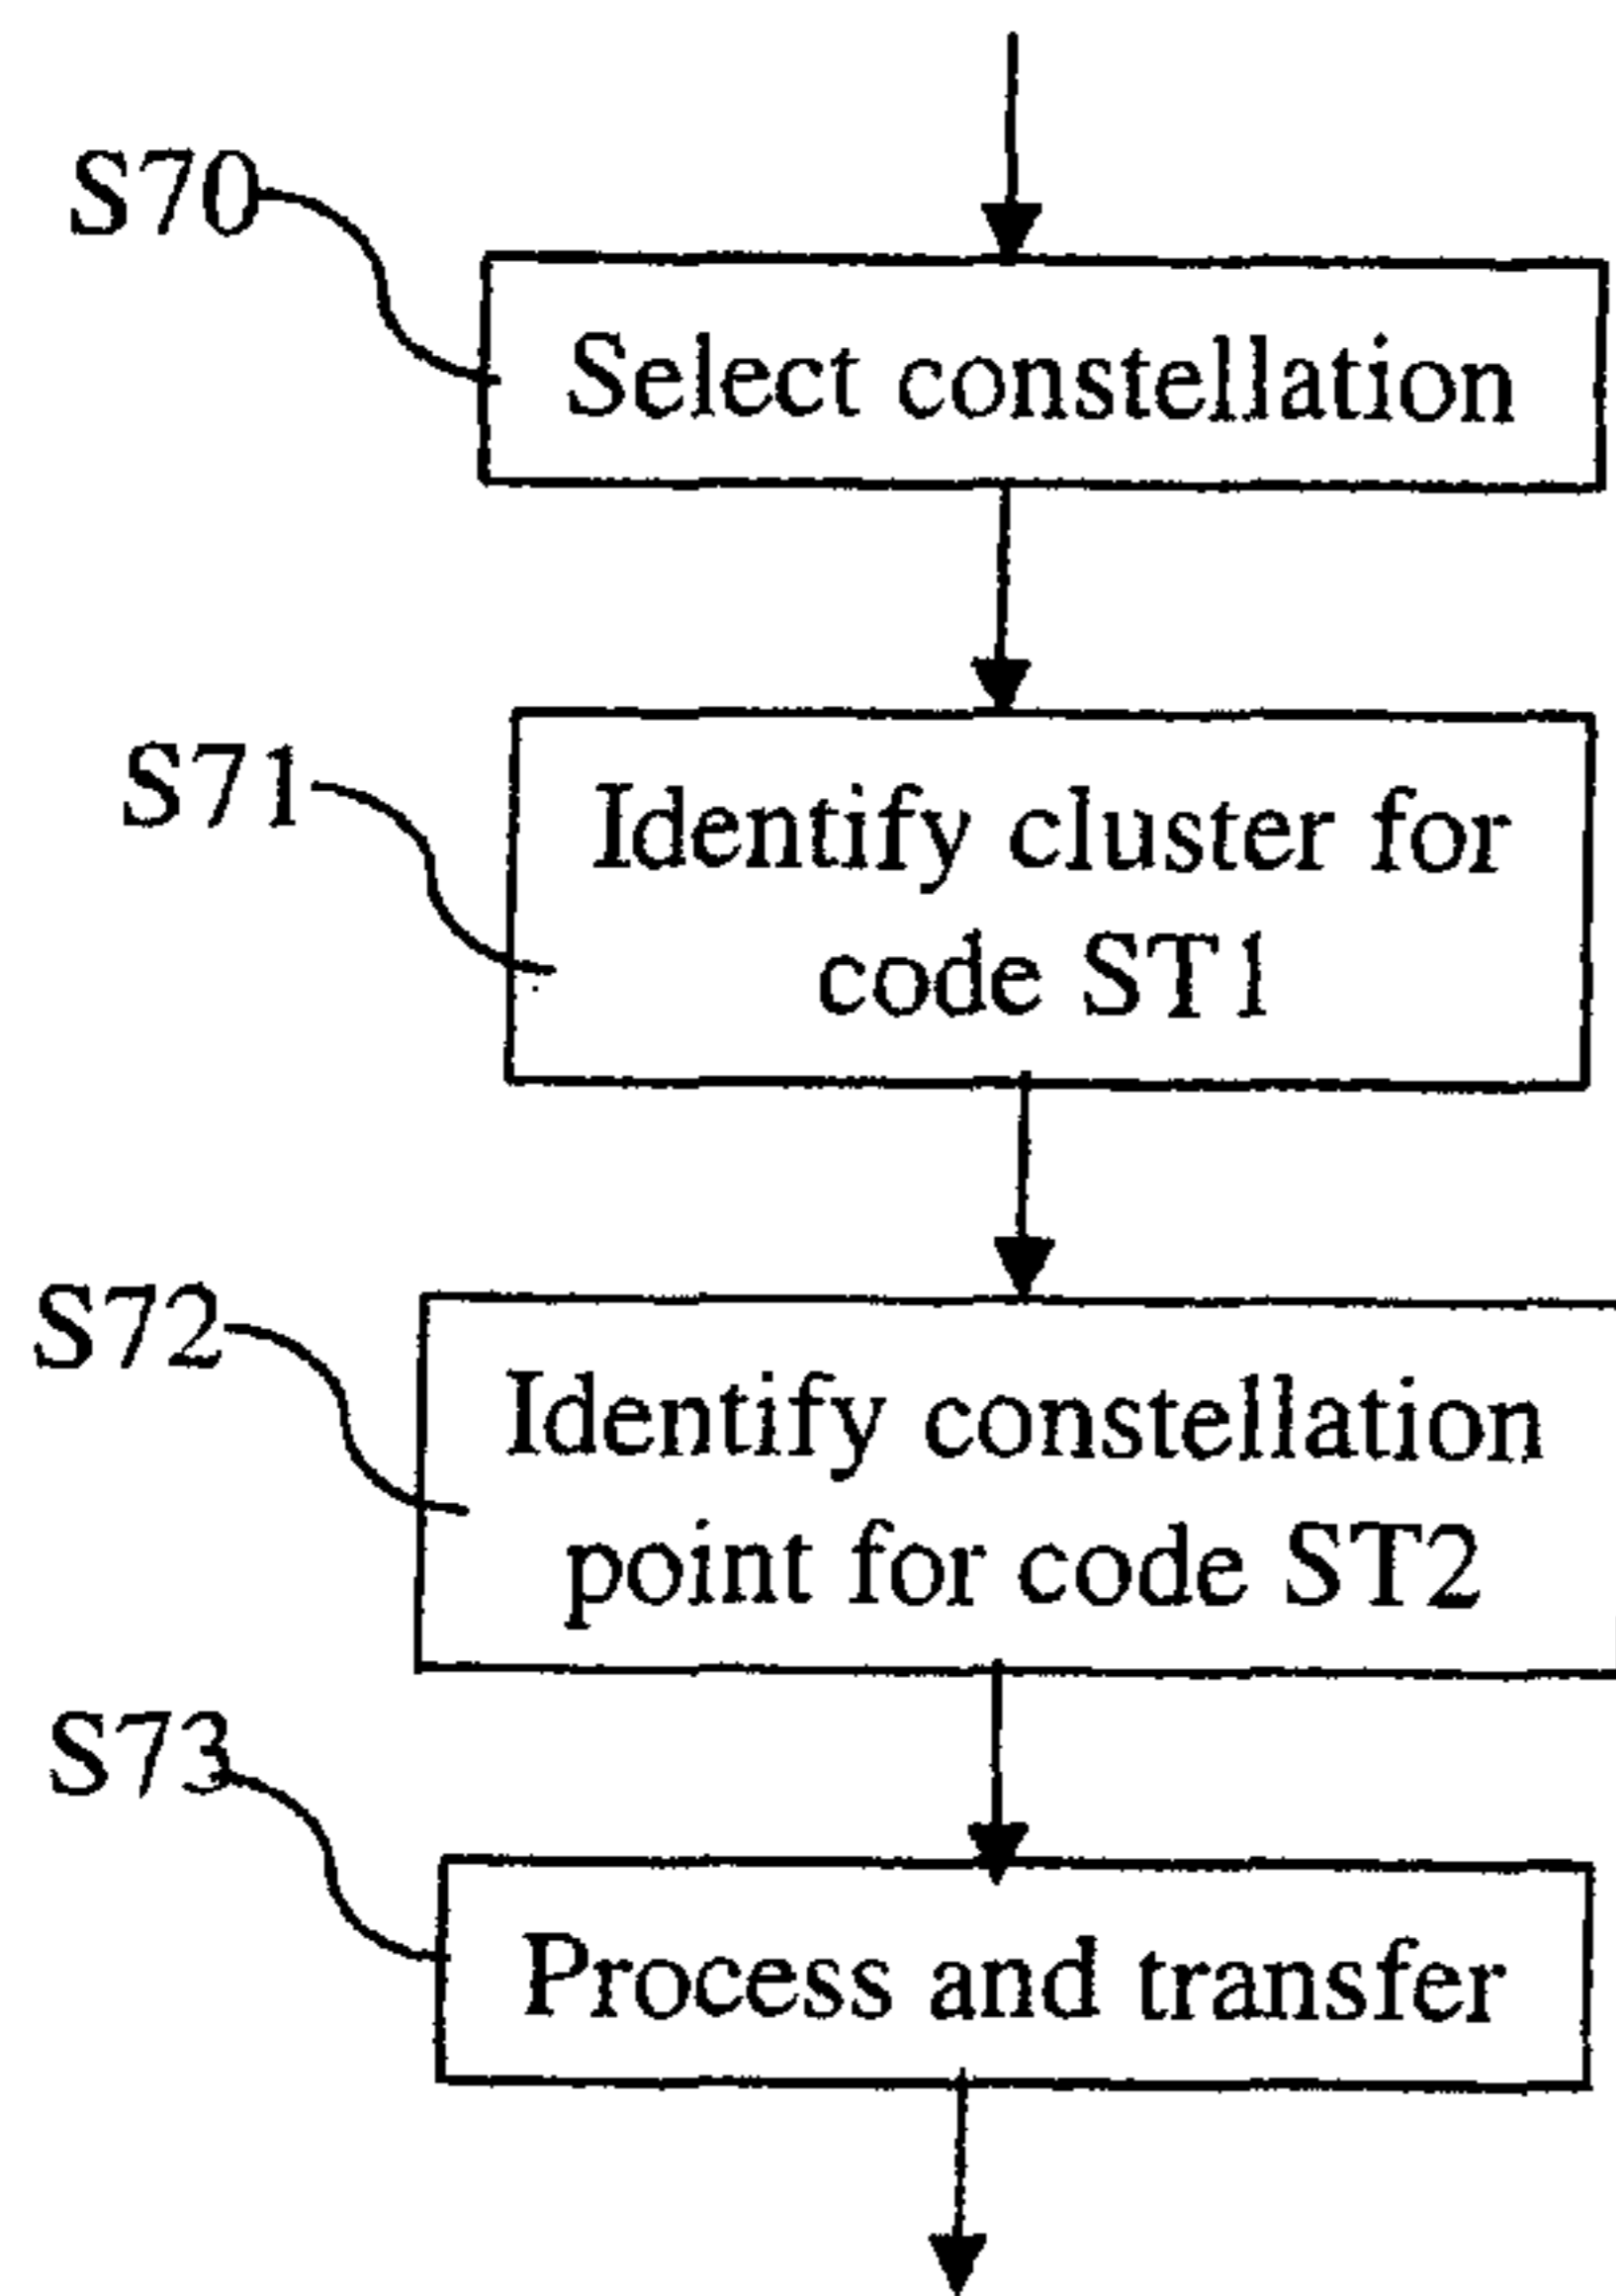 S70
Select constellation
S71
Identify cluster for
code ST1
S72
Identify constellation
point for code ST2
S73
Process and transfer